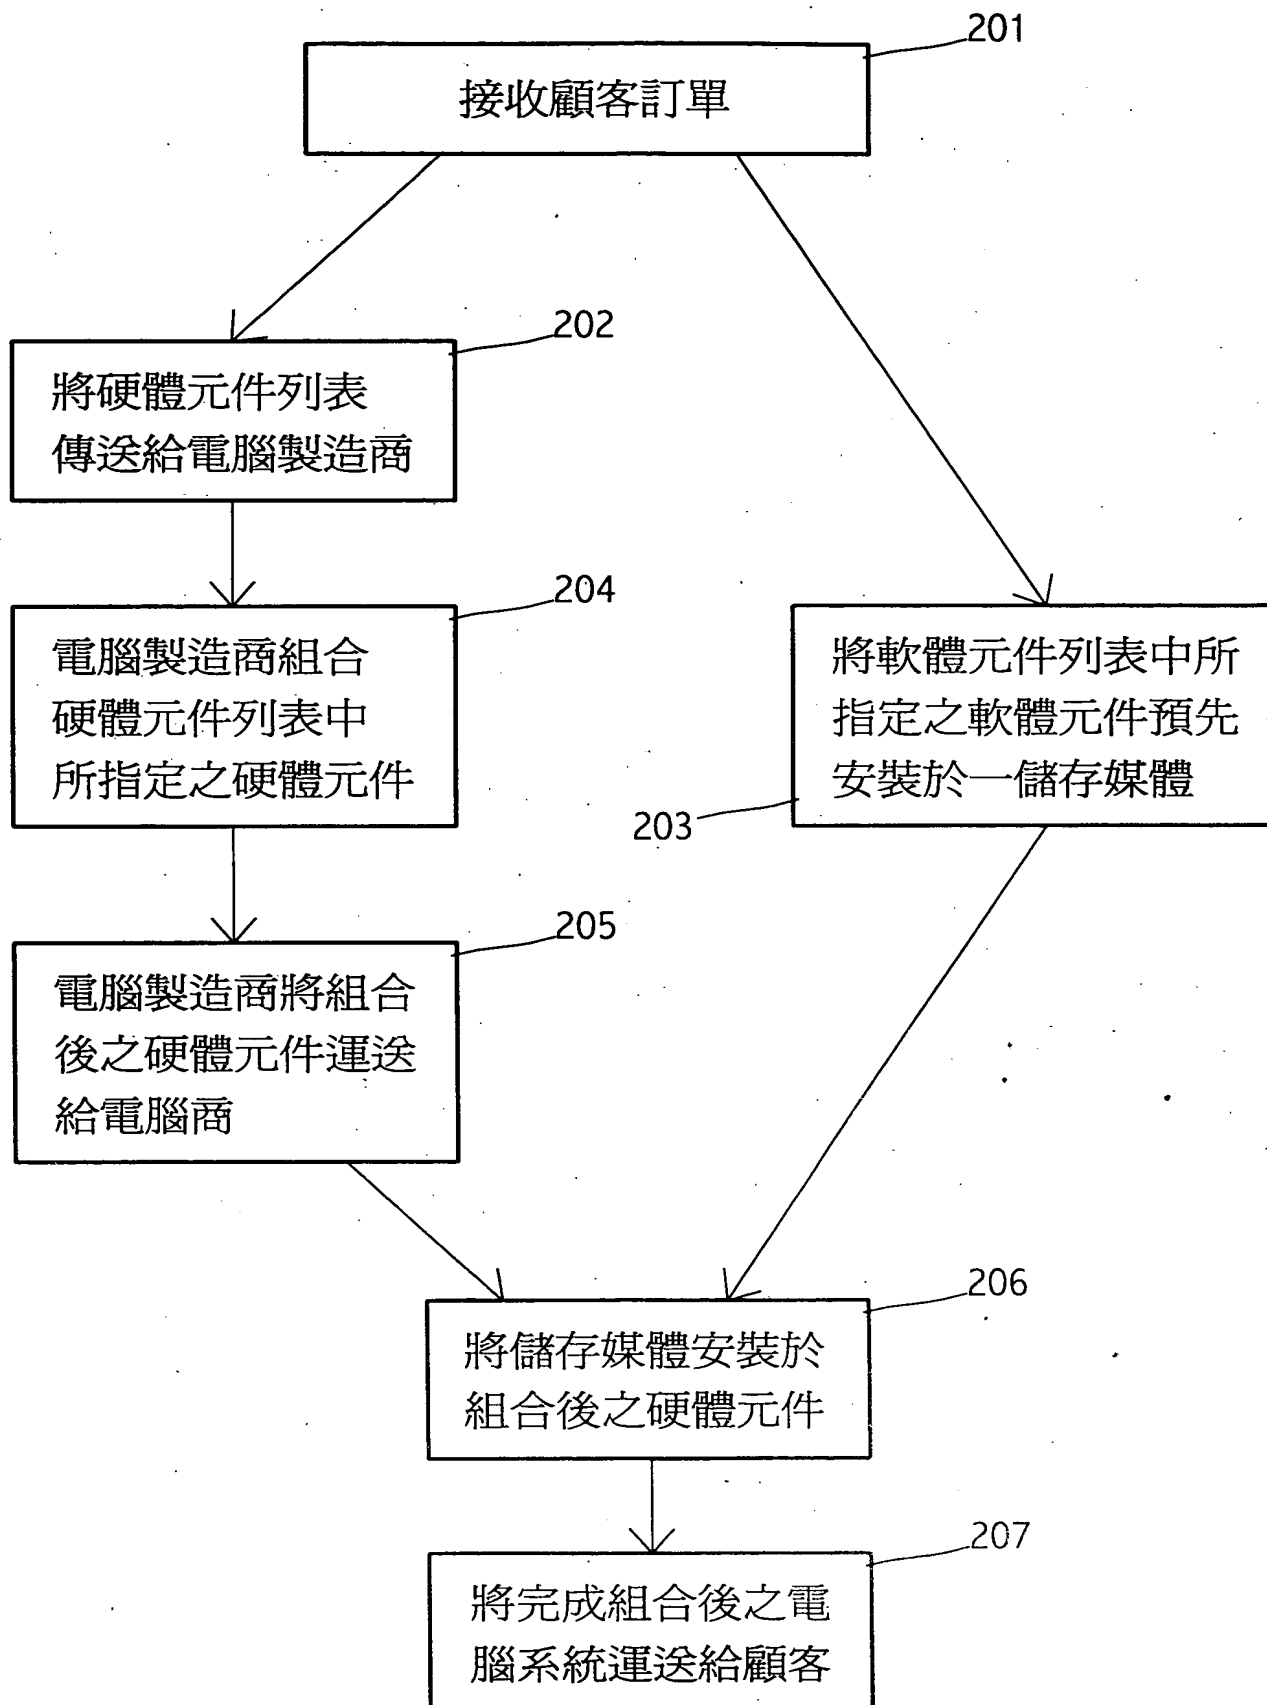 201
接收顧客訂單
202
將硬體元件列表
傳送給電腦製造商
204
電腦製造商組合
硬體元件列表中
所指定之硬體元件
將軟體元件列表中所
指定之軟體元件預先
安裝於一儲存媒體
203
205
電腦製造商將組合
後之硬體元件運送
給電腦商
206
將儲存媒體安裝於
組合後之硬體元件
207
將完成組合後之電
腦系統運送給顧客